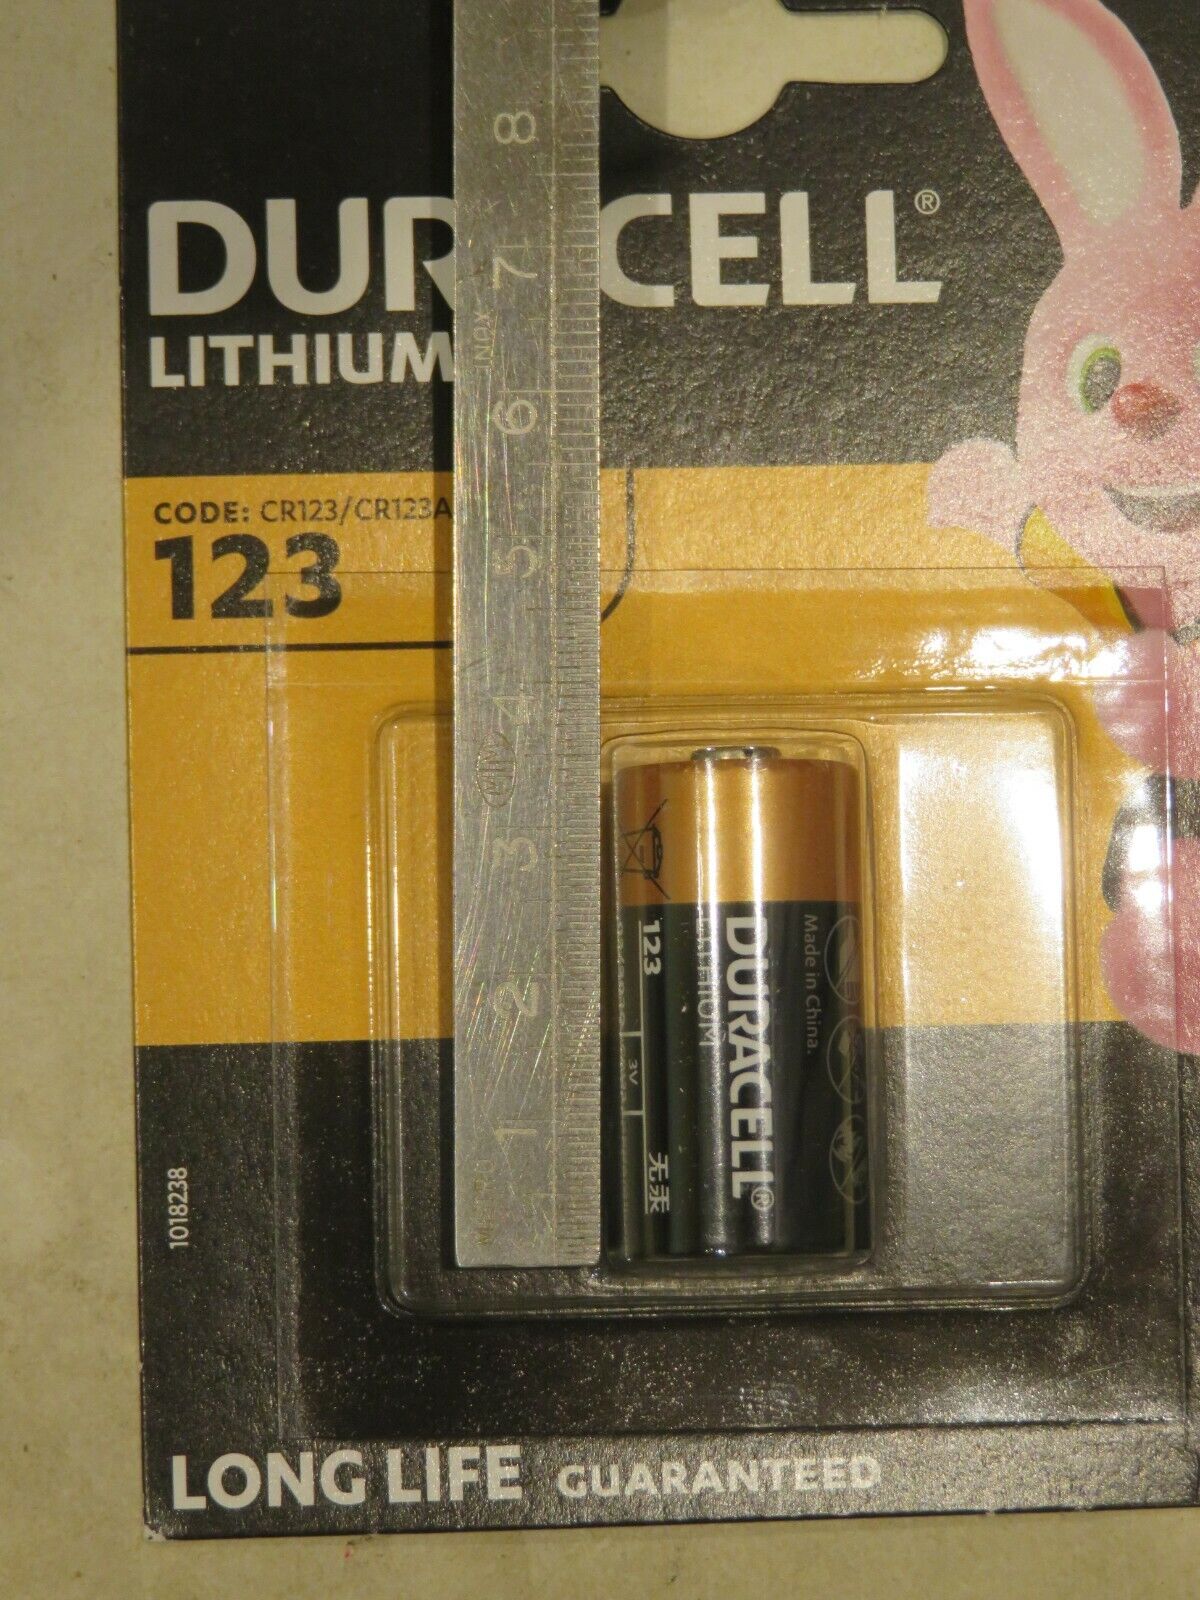 8
DUR CELL®
7
INOX
LITHIUM
6
CODE: CR123/CR123A
5
123
4
3
2
1
123
3V
无汞
DURACELL®
LITHIUM
Made in China.
1018238
LONG LIFE GUARANTEED